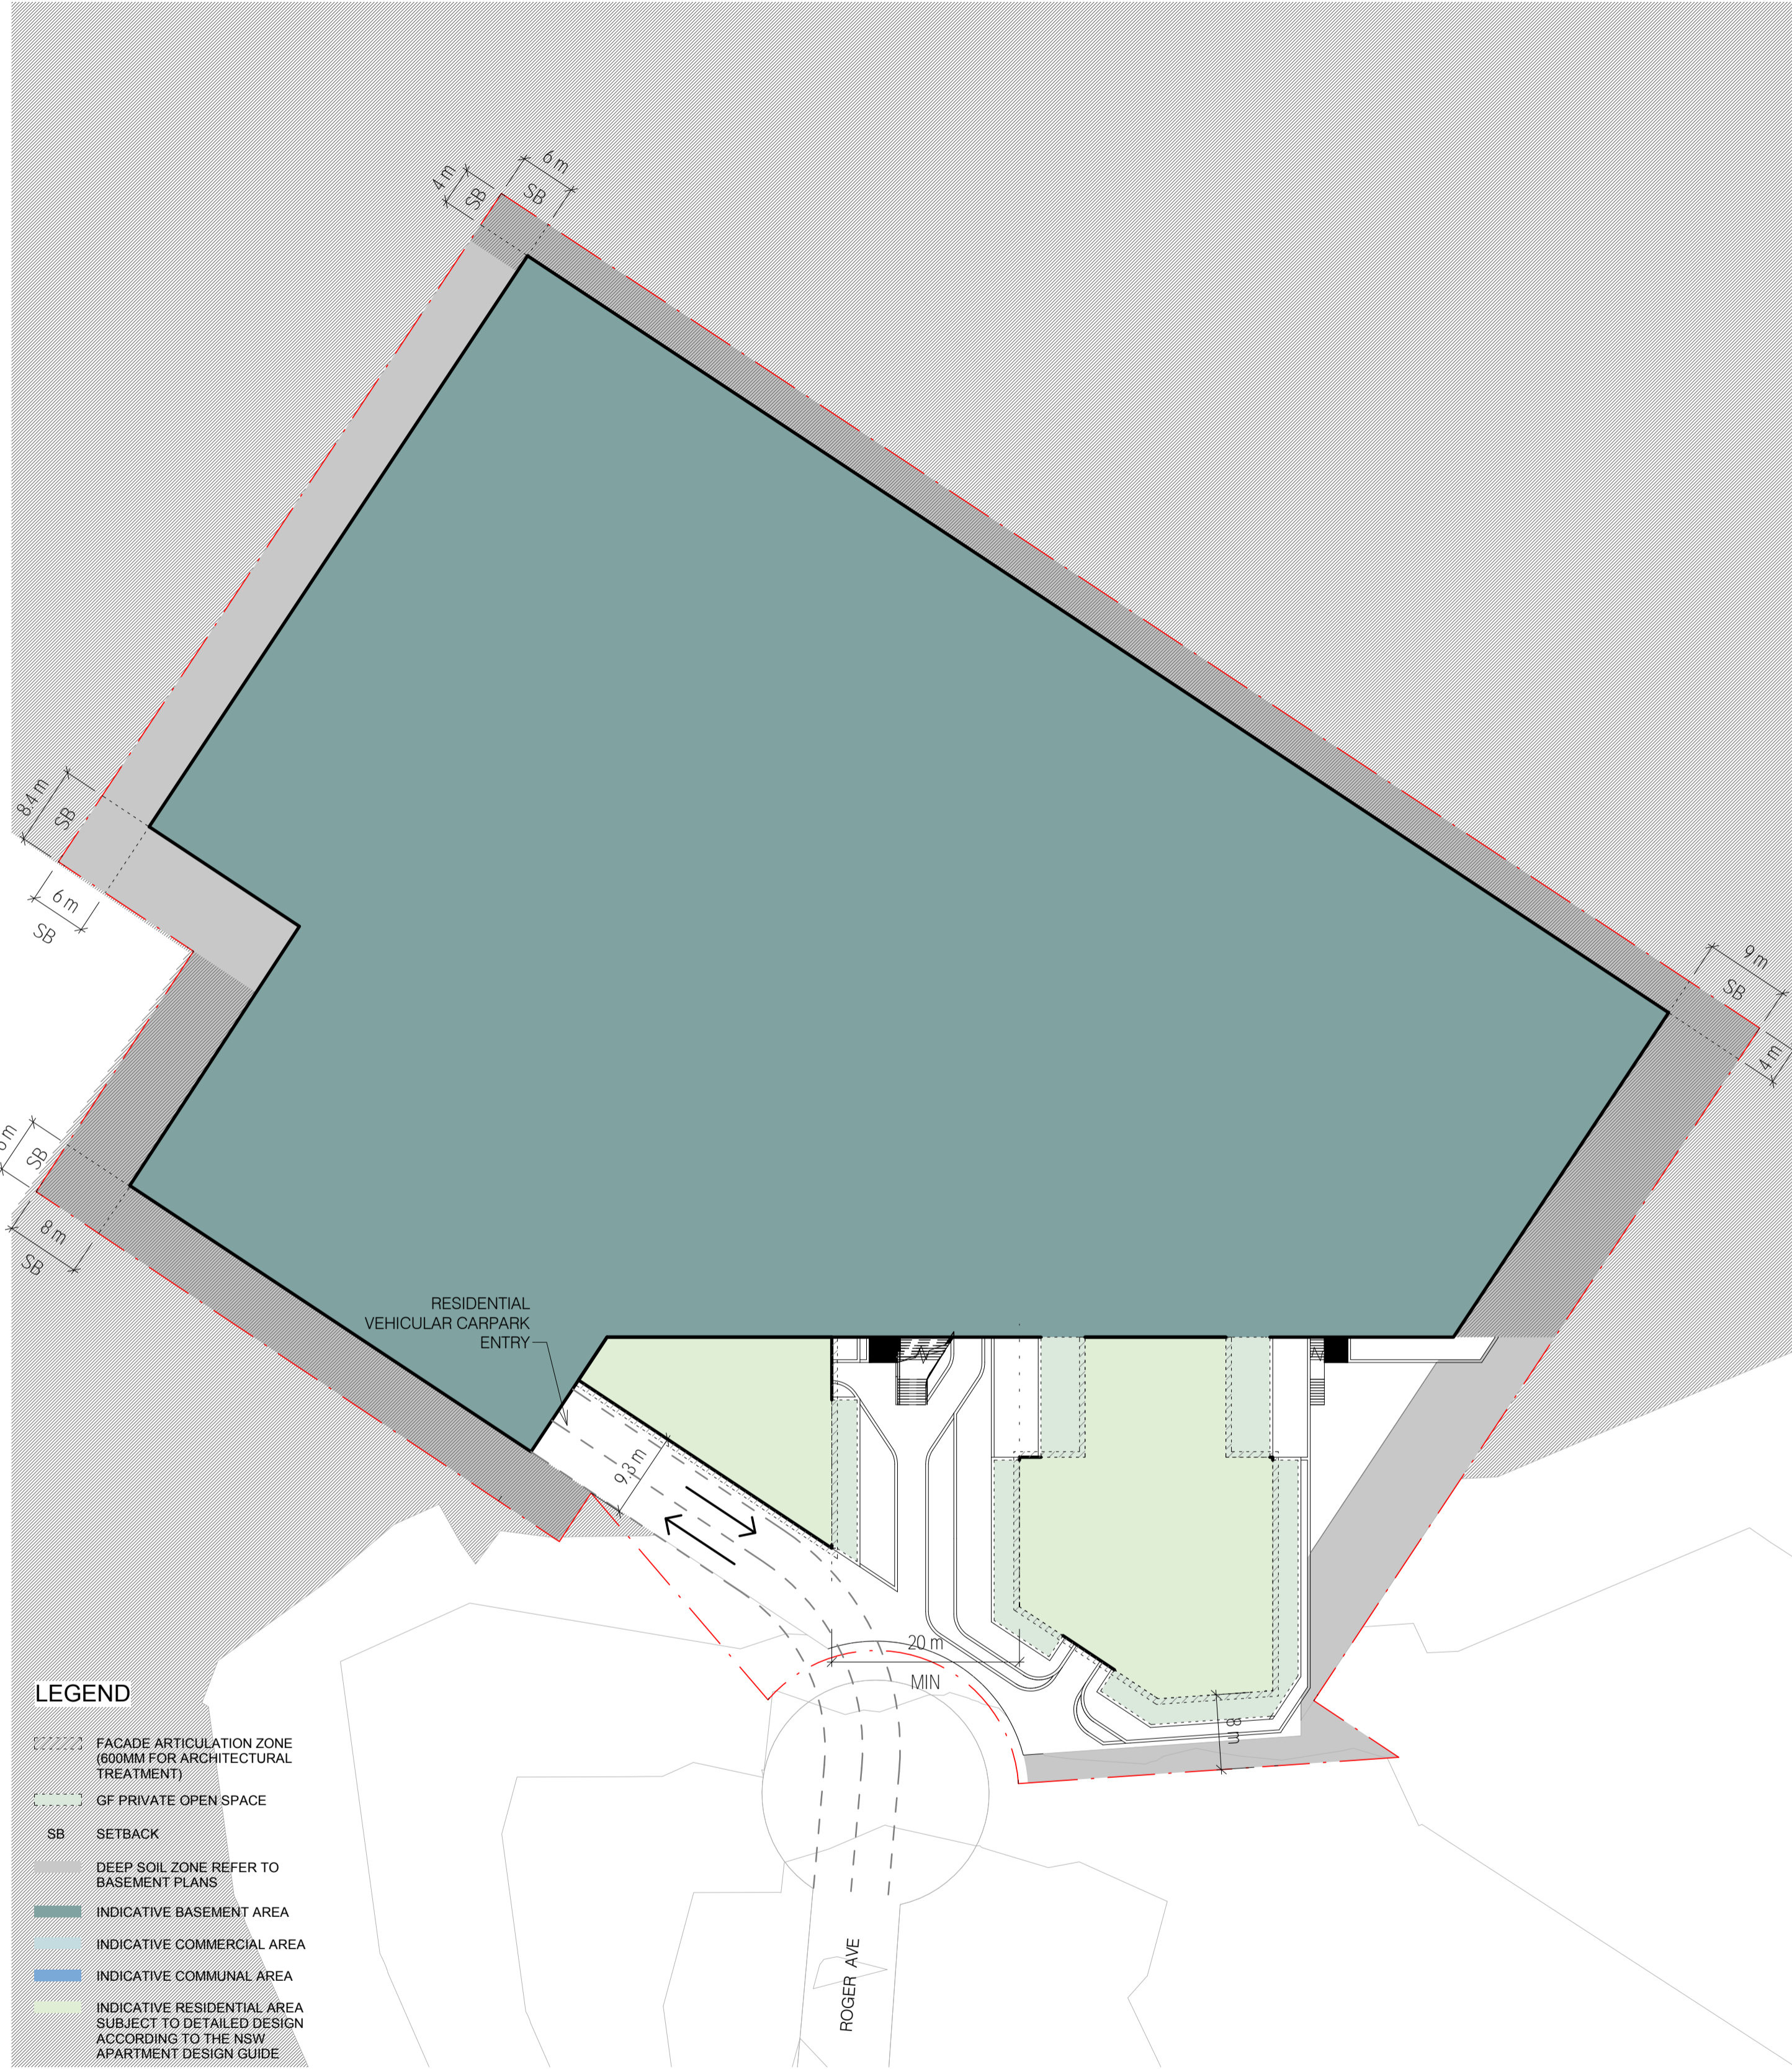 6 m
SB
4 m
SB
8.4 m
SB
6 m
SB
9 m
SB
4 m
SB
8 m
SB
RESIDENTIAL
VEHICULAR CARPARK
ENTRY
9.3 m
20 m
MIN
8 m
ROGER AVE
LEGEND
FACADE ARTICULATION ZONE
(600MM FOR ARCHITECTURAL
TREATMENT)
GF PRIVATE OPEN SPACE
SB SETBACK
DEEP SOIL ZONE REFER TO
BASEMENT PLANS
INDICATIVE BASEMENT AREA
INDICATIVE COMMERCIAL AREA
INDICATIVE COMMUNAL AREA
INDICATIVE RESIDENTIAL AREA
SUBJECT TO DETAILED DESIGN
ACCORDING TO THE NSW
APARTMENT DESIGN GUIDE